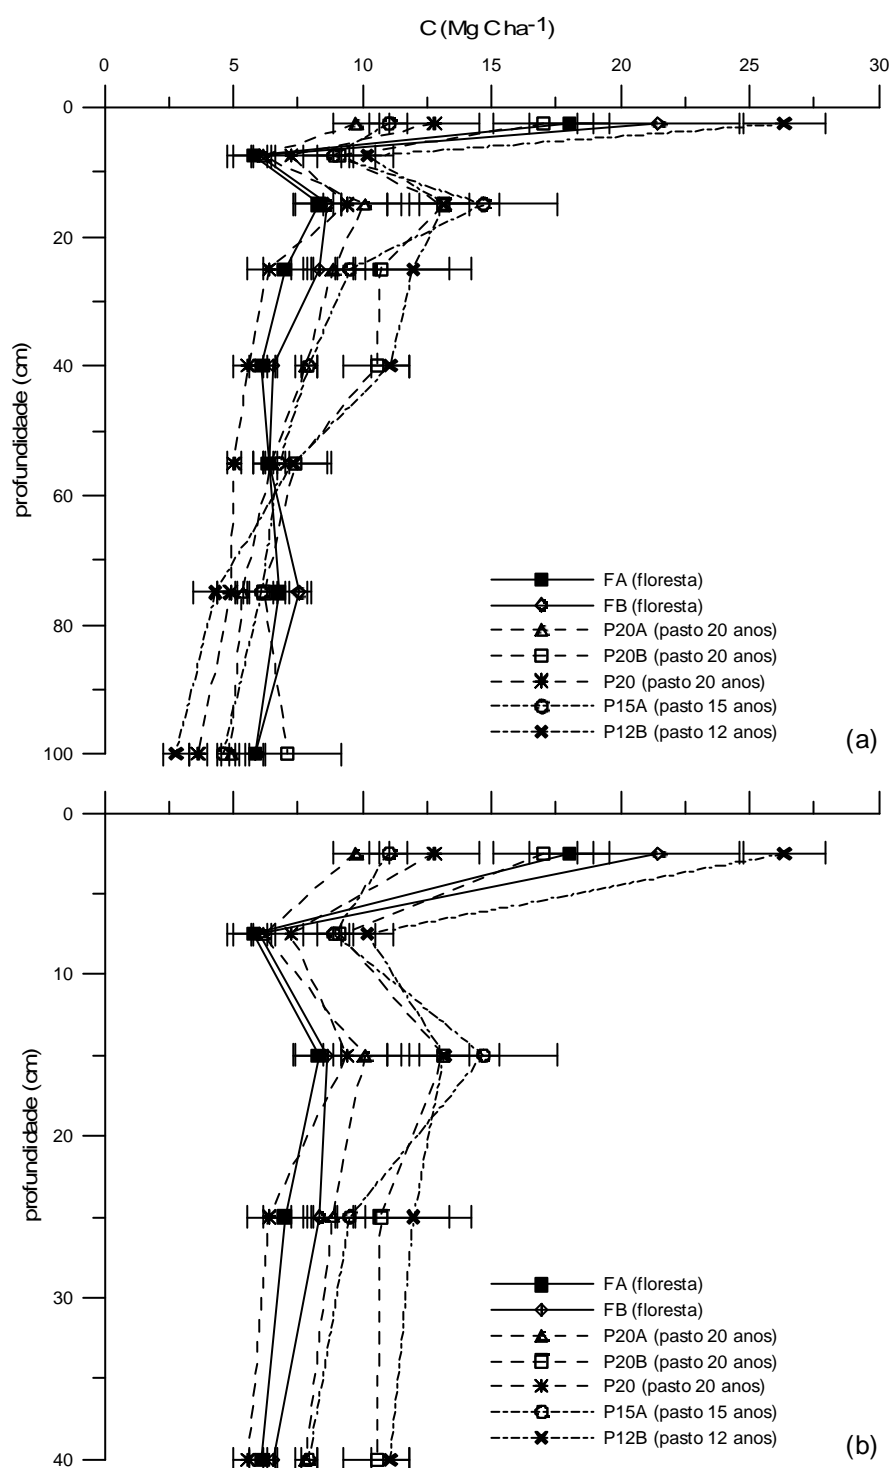 C (Mg C ha-1)
0 5 10 15 20 25 30
0
20
40
60
80
100
profundidade (cm)
FA (floresta)
FB (floresta)
P20A (pasto 20 anos)
P20B (pasto 20 anos)
P20 (pasto 20 anos)
P15A (pasto 15 anos)
P12B (pasto 12 anos)
(a)
0
10
20
30
40
profundidade (cm)
FA (floresta)
FB (floresta)
P20A (pasto 20 anos)
P20B (pasto 20 anos)
P20 (pasto 20 anos)
P15A (pasto 15 anos)
P12B (pasto 12 anos)
(b)